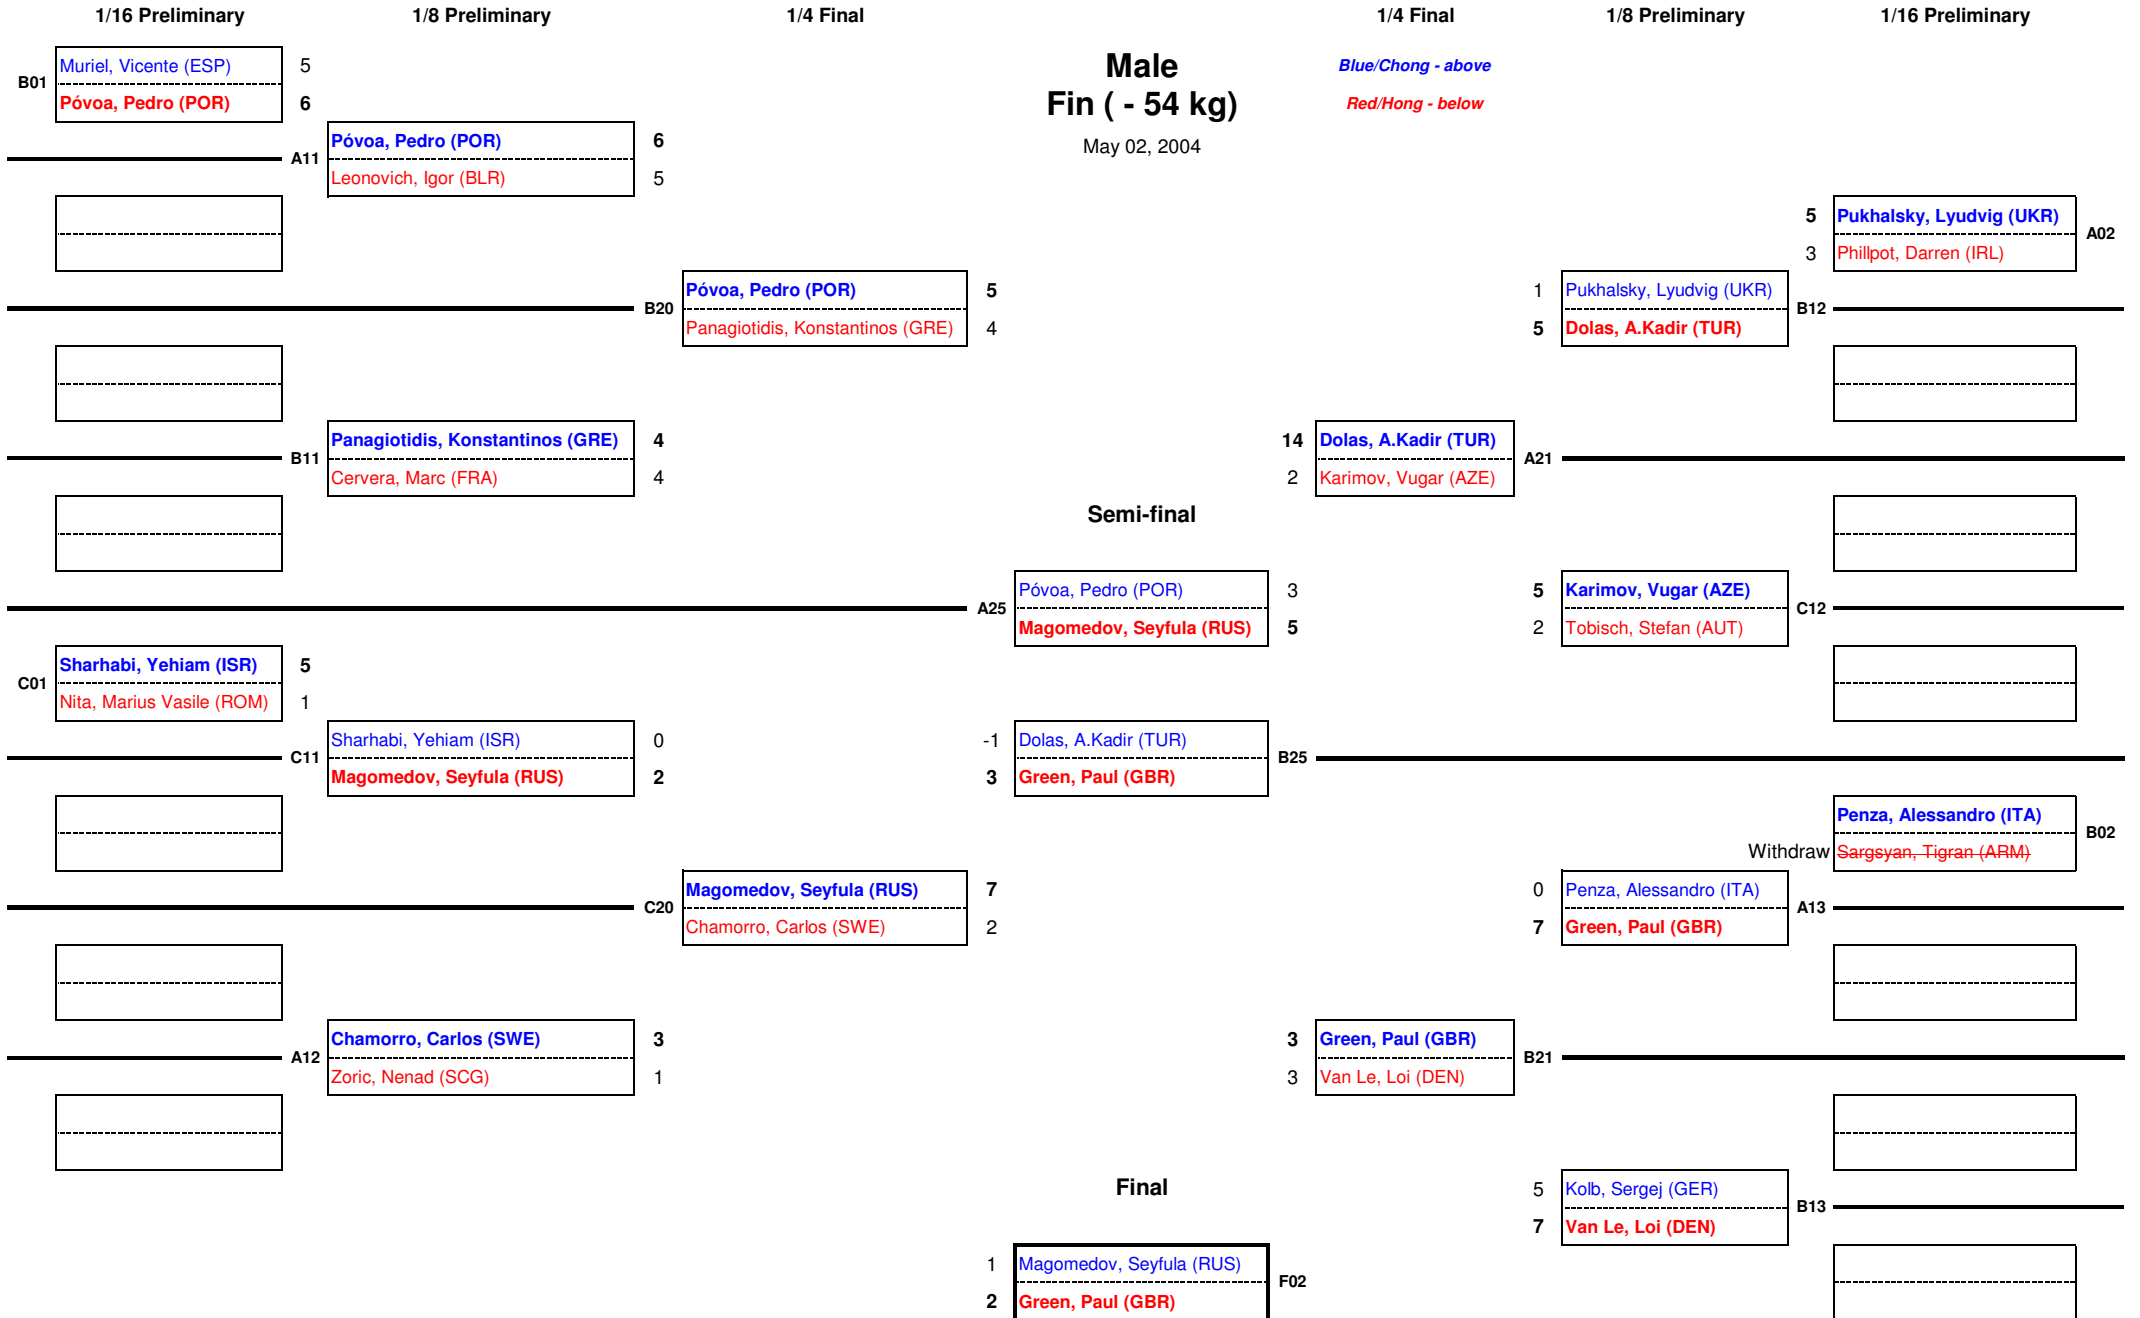 1/16 Preliminary 1/8 Preliminary 1/4 Final 1/4 Final 1/8 Preliminary 1/16 Preliminary
Male
Fin ( - 54 kg)
May 02, 2004
Blue/Chong - above
Red/Hong - below
B01 Muriel, Vicente (ESP) 5
Póvoa, Pedro (POR) 6
A11 Póvoa, Pedro (POR) 6
Leonovich, Igor (BLR) 5
B20 Póvoa, Pedro (POR) 5
Panagiotidis, Konstantinos (GRE) 4
B11 Panagiotidis, Konstantinos (GRE) 4
Cervera, Marc (FRA) 4
C01 Sharhabi, Yehiam (ISR) 5
Nita, Marius Vasile (ROM) 1
C11 Sharhabi, Yehiam (ISR) 0
Magomedov, Seyfula (RUS) 2
C20 Magomedov, Seyfula (RUS) 7
Chamorro, Carlos (SWE) 2
A12 Chamorro, Carlos (SWE) 3
Zoric, Nenad (SCG) 1
Semi-final
A25 Póvoa, Pedro (POR) 3
Magomedov, Seyfula (RUS) 5
-1 Dolas, A.Kadir (TUR) B25
3 Green, Paul (GBR)
Final
1 Magomedov, Seyfula (RUS) F02
2 Green, Paul (GBR)
5 Pukhalsky, Lyudvig (UKR) A02
3 Phillpot, Darren (IRL)
1 Pukhalsky, Lyudvig (UKR) B12
5 Dolas, A.Kadir (TUR)
14 Dolas, A.Kadir (TUR) A21
2 Karimov, Vugar (AZE)
5 Karimov, Vugar (AZE) C12
2 Tobisch, Stefan (AUT)
Penza, Alessandro (ITA) B02
Withdraw Sargsyan, Tigran (ARM)
0 Penza, Alessandro (ITA) A13
7 Green, Paul (GBR)
3 Green, Paul (GBR) B21
3 Van Le, Loi (DEN)
5 Kolb, Sergej (GER) B13
7 Van Le, Loi (DEN)